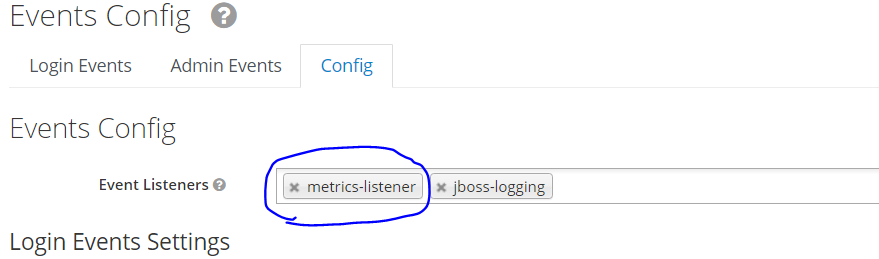 Events Config ?
Login Events Admin Events Config
Events Config
Event Listeners ? × metrics-listener × jboss-logging
Login Events Settings